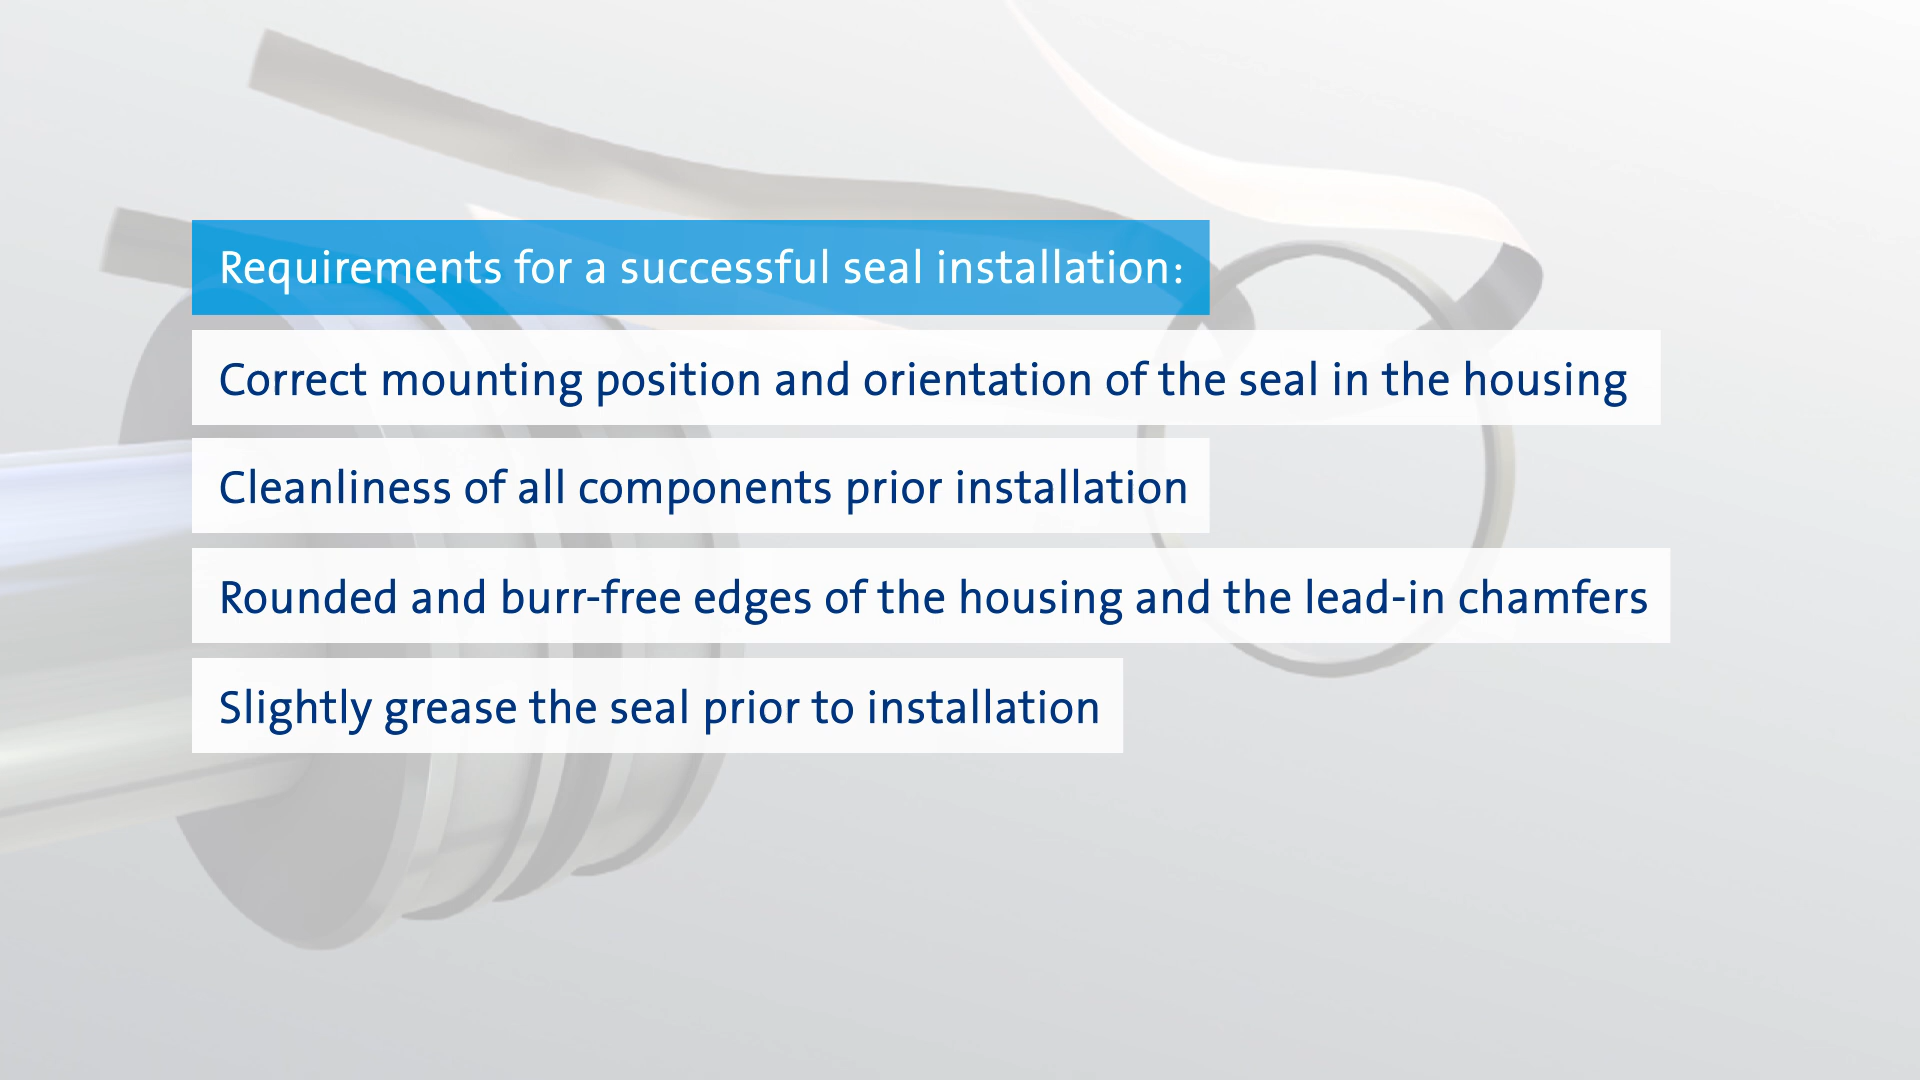 Requirements for a successful seal installation:
Correct mounting position and orientation of the seal in the housing
Cleanliness of all components prior installation
Rounded and burr-free edges of the housing and the lead-in chamfers
Slightly grease the seal prior to installation